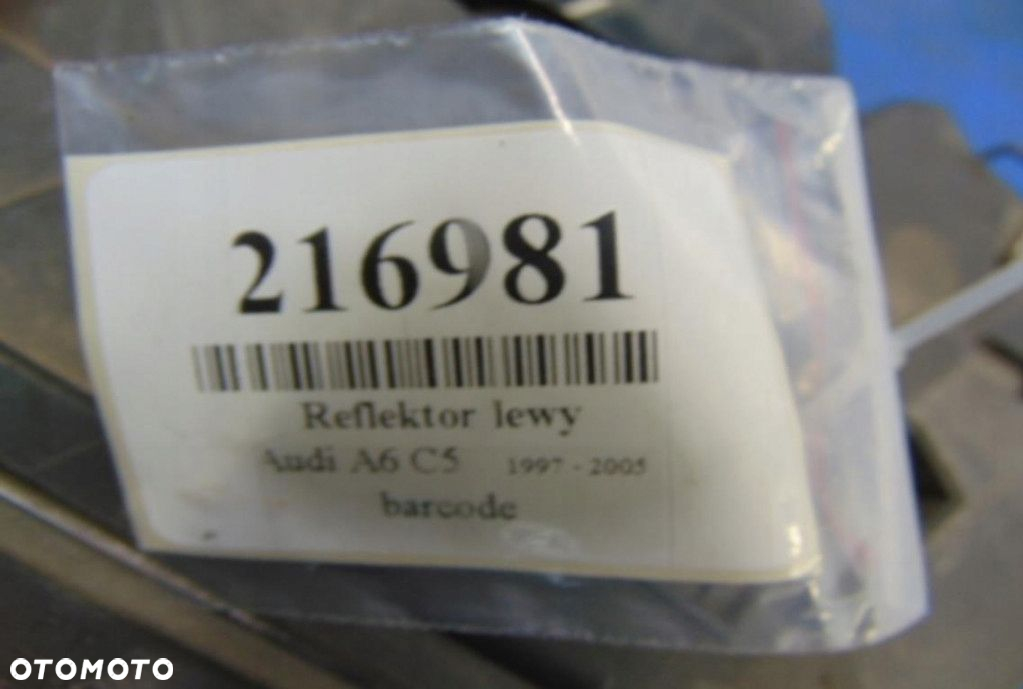 216981
Reflektor lewy
Audi A6 C5 1997 - 2005
barcode
OTOMOTO